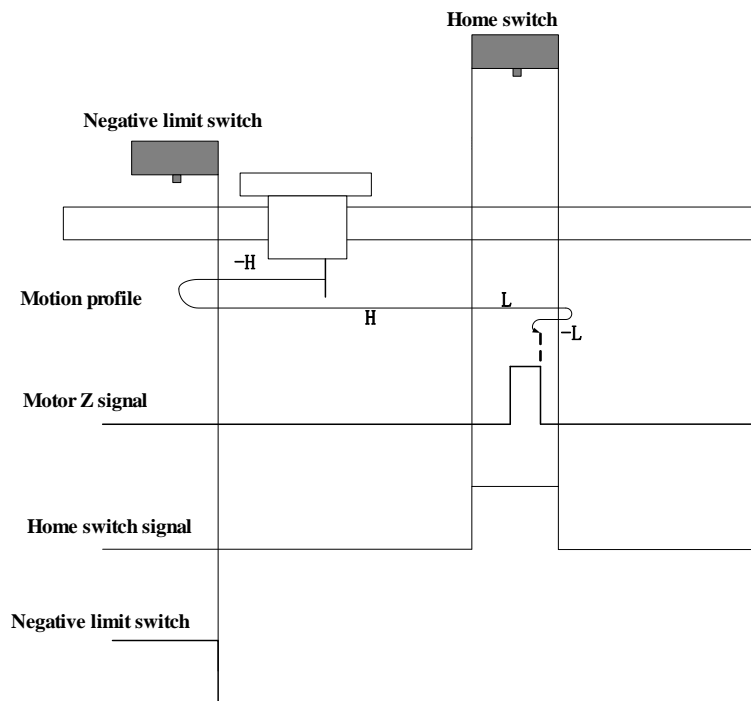 Home switch
Negative limit switch
-H
Motion profile
L
H
-L
Motor Z signal
Home switch signal
Negative limit switch